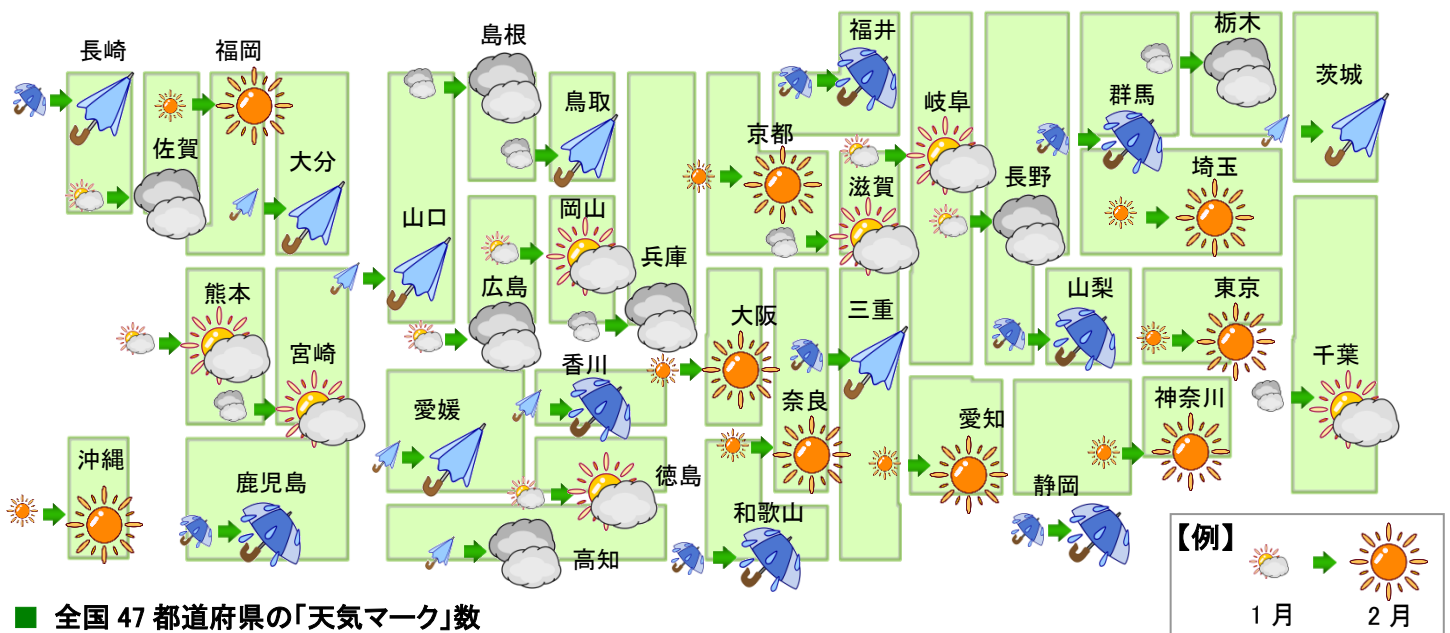 福井
栃木
島根
長崎
福岡
茨城
鳥取
群馬
岐阜
京都
佐賀
大分
埼玉
滋賀
長野
岡山
山口
兵庫
熊本
広島
山梨
東京
大阪
三重
宮崎
千葉
香川
愛媛
奈良
神奈川
愛知
沖縄
鹿児島
徳島
静岡
和歌山
高知
【例】
1月
2月
■ 全国 47 都道府県の「天気マーク」数